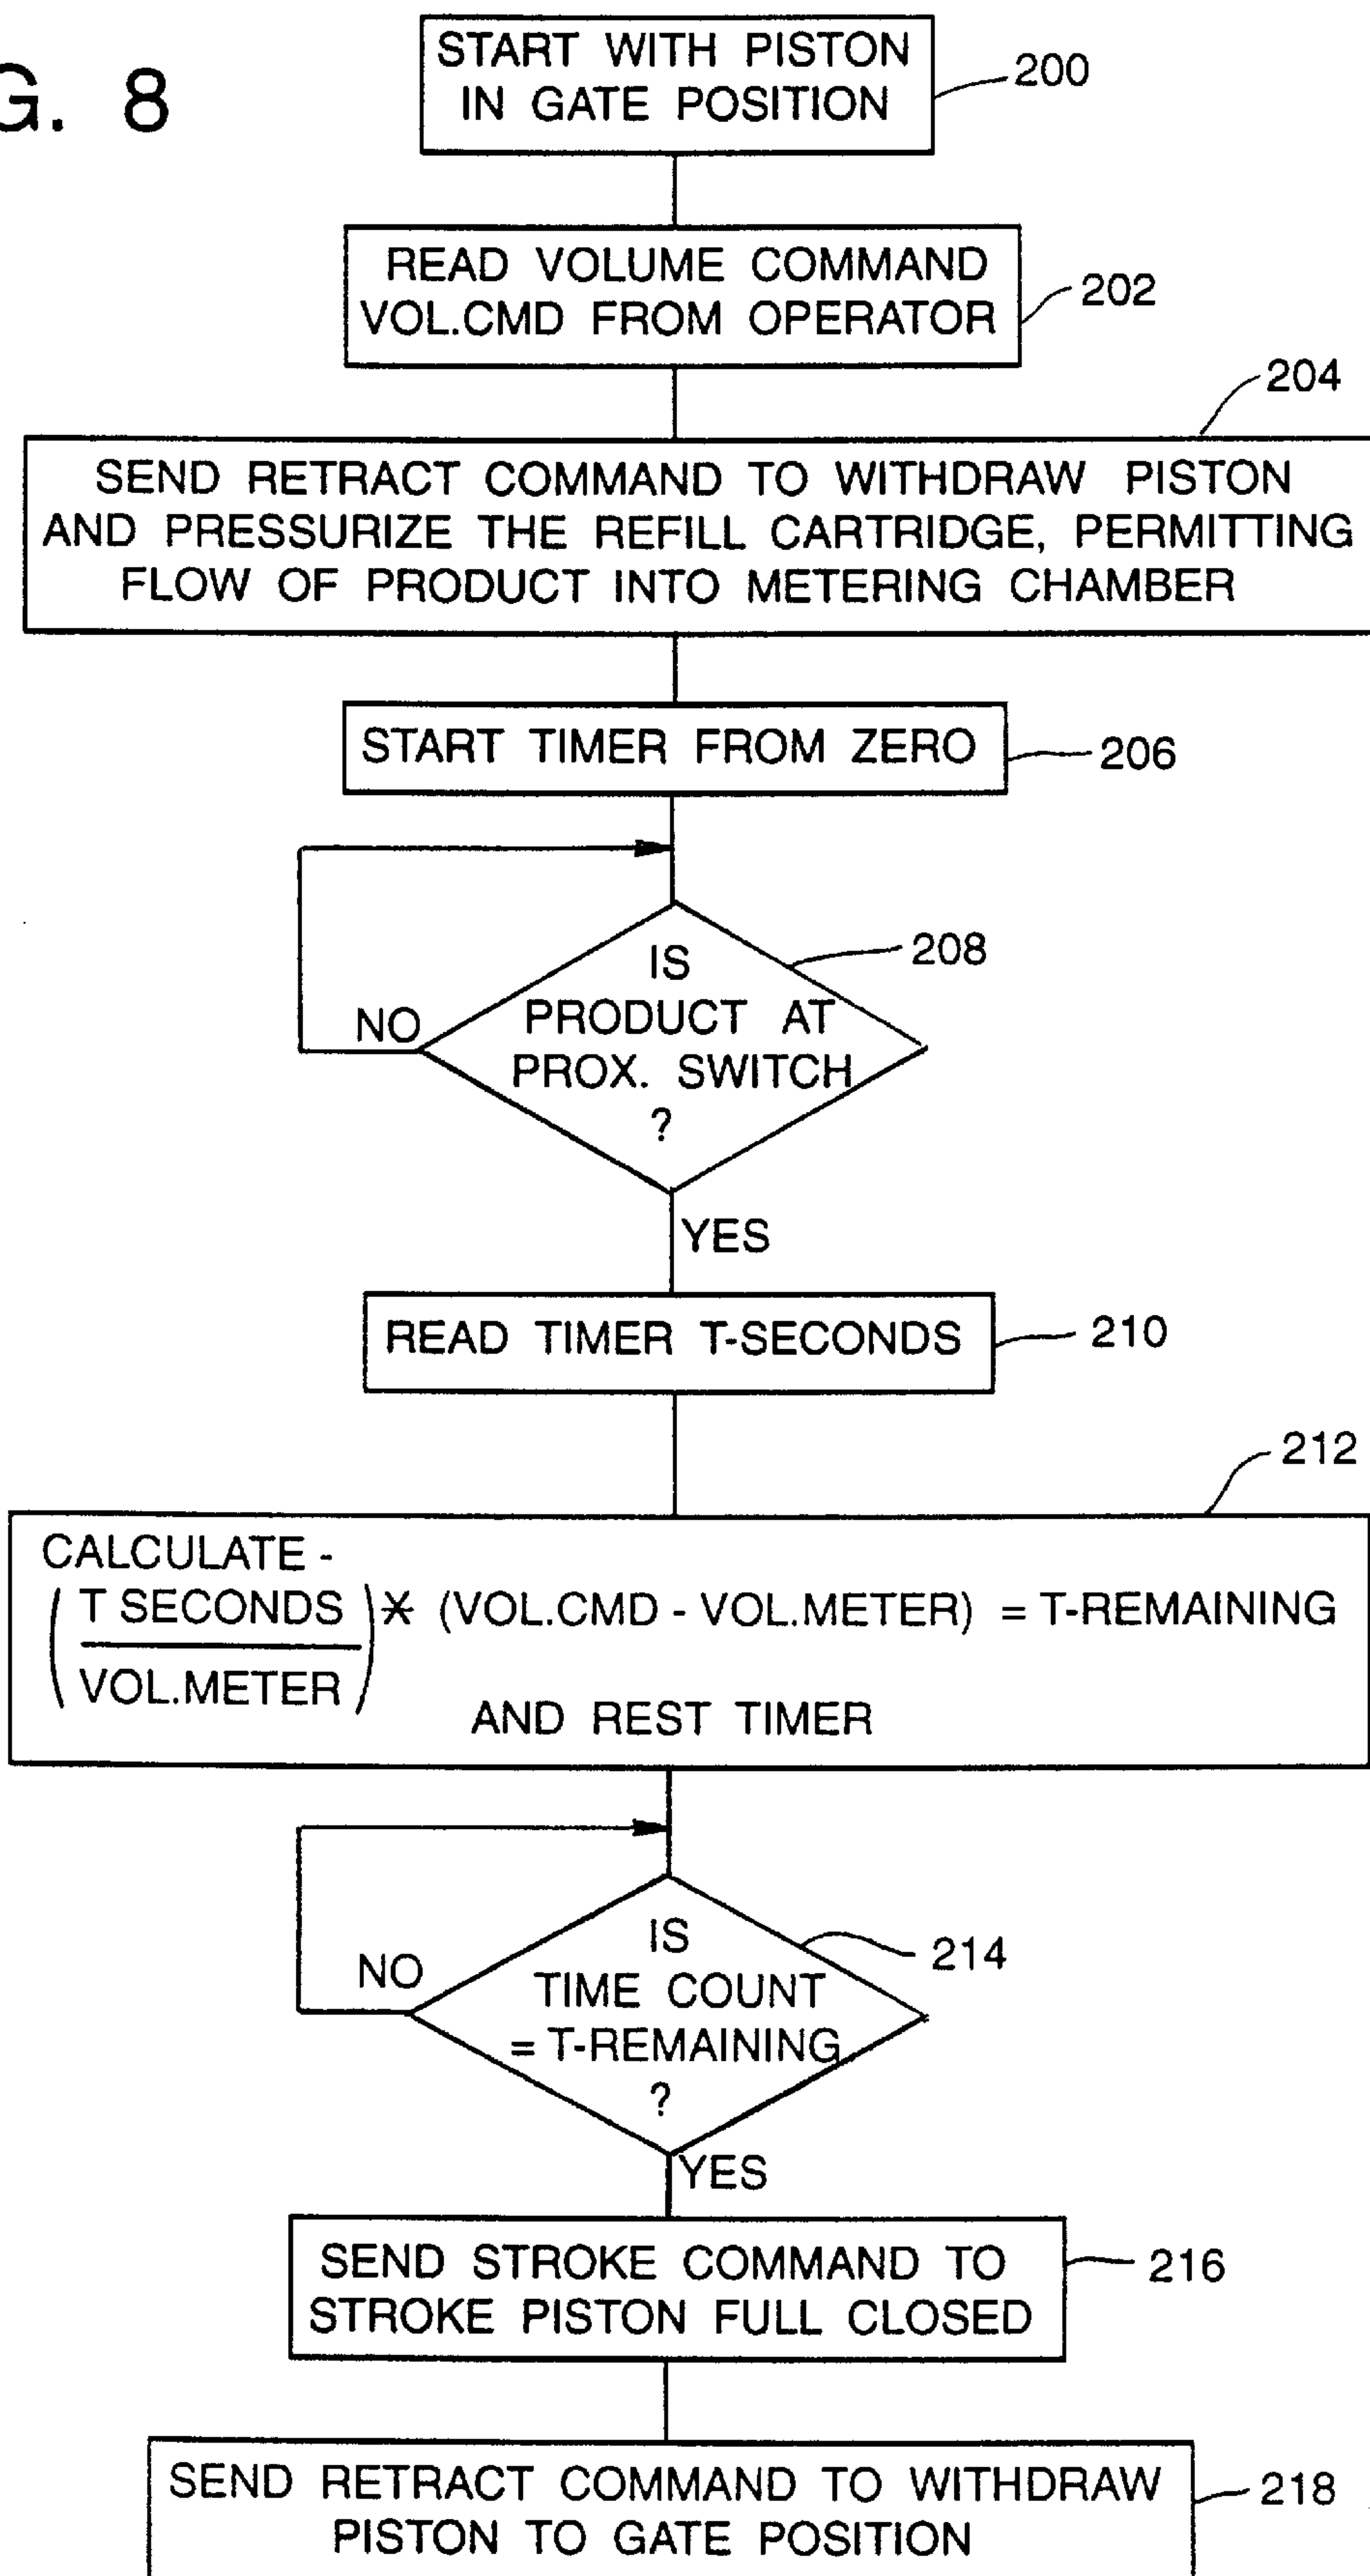 G. 8
START WITH PISTON
IN GATE POSITION
200
READ VOLUME COMMAND
VOL.CMD FROM OPERATOR
202
204
SEND RETRACT COMMAND TO WITHDRAW PISTON
AND PRESSURIZE THE REFILL CARTRIDGE, PERMITTING
FLOW OF PRODUCT INTO METERING CHAMBER
START TIMER FROM ZERO
206
IS
PRODUCT AT
PROX. SWITCH
?
208
NO
YES
READ TIMER T-SECONDS
210
212
CALCULATE -
( T SECONDS / VOL.METER ) * (VOL.CMD - VOL.METER) = T-REMAINING
AND REST TIMER
IS
TIME COUNT
= T-REMAINING
?
214
NO
YES
SEND STROKE COMMAND TO
STROKE PISTON FULL CLOSED
216
SEND RETRACT COMMAND TO WITHDRAW
PISTON TO GATE POSITION
218